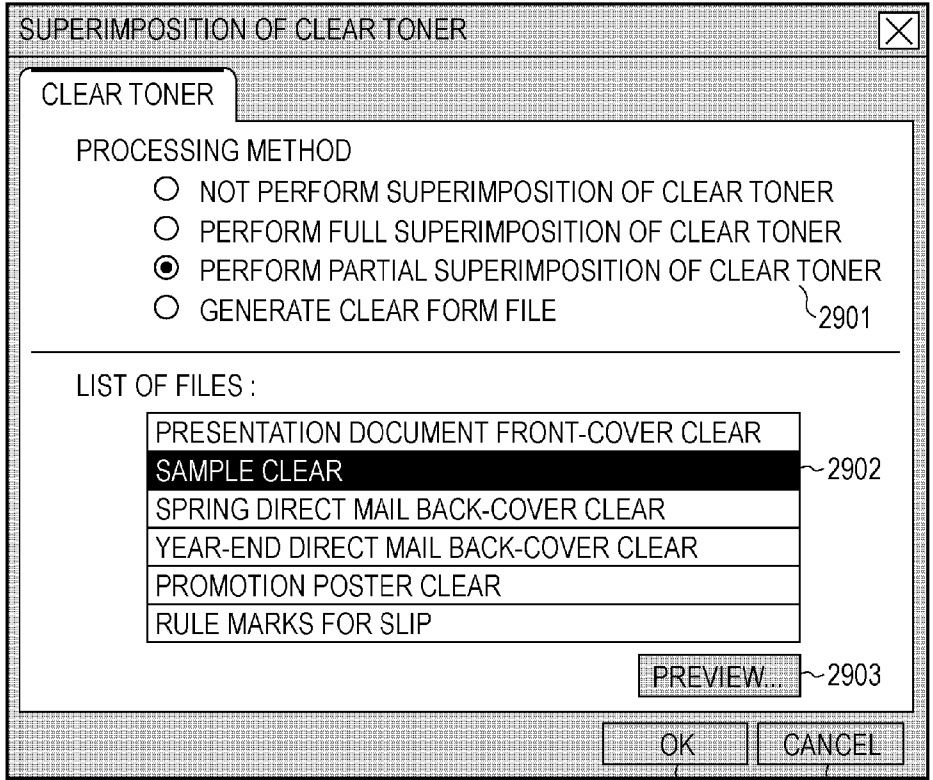 SUPERIMPOSITION OF CLEAR TONER
CLEAR TONER
PROCESSING METHOD
NOT PERFORM SUPERIMPOSITION OF CLEAR TONER
PERFORM FULL SUPERIMPOSITION OF CLEAR TONER
PERFORM PARTIAL SUPERIMPOSITION OF CLEAR TONER
GENERATE CLEAR FORM FILE
2901
LIST OF FILES :
PRESENTATION DOCUMENT FRONT-COVER CLEAR
SAMPLE CLEAR 2902
SPRING DIRECT MAIL BACK-COVER CLEAR
YEAR-END DIRECT MAIL BACK-COVER CLEAR
PROMOTION POSTER CLEAR
RULE MARKS FOR SLIP
PREVIEW... 2903
OK CANCEL